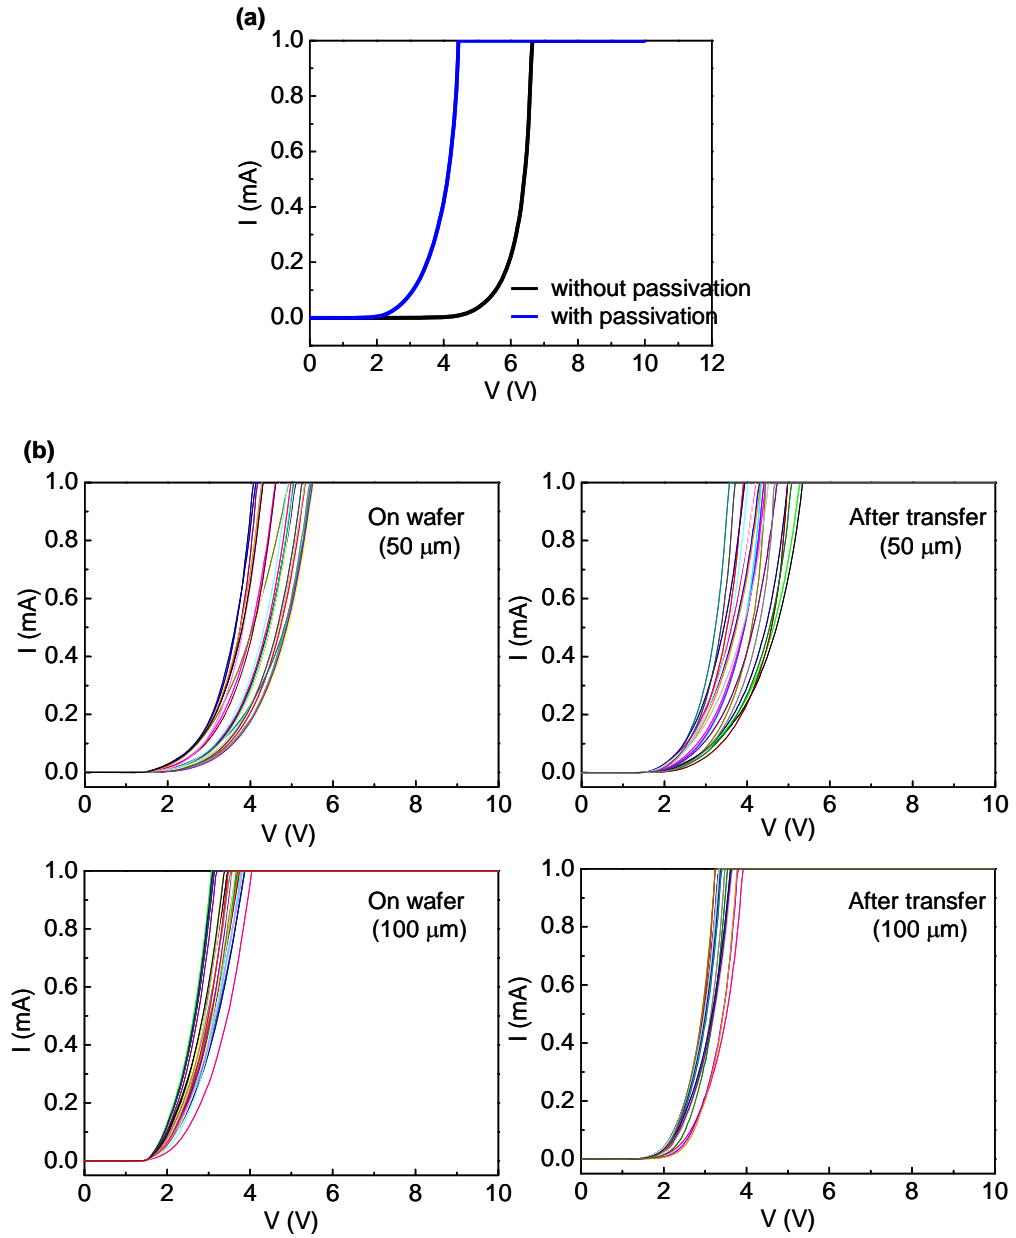 (a)
1.0
0.8
0.6
0.4
0.2
0.0
I (mA)
without passivation
with passivation
0 2 4 6 8 10 12
V (V)
(b)
1.0
0.8
0.6
0.4
0.2
0.0
I (mA)
On wafer
(50 μm)
0 2 4 6 8 10
V (V)
1.0
0.8
0.6
0.4
0.2
0.0
I (mA)
After transfer
(50 μm)
0 2 4 6 8 10
V (V)
1.0
0.8
0.6
0.4
0.2
0.0
I (mA)
On wafer
(100 μm)
0 2 4 6 8 10
V (V)
1.0
0.8
0.6
0.4
0.2
0.0
I (mA)
After transfer
(100 μm)
0 2 4 6 8 10
V (V)